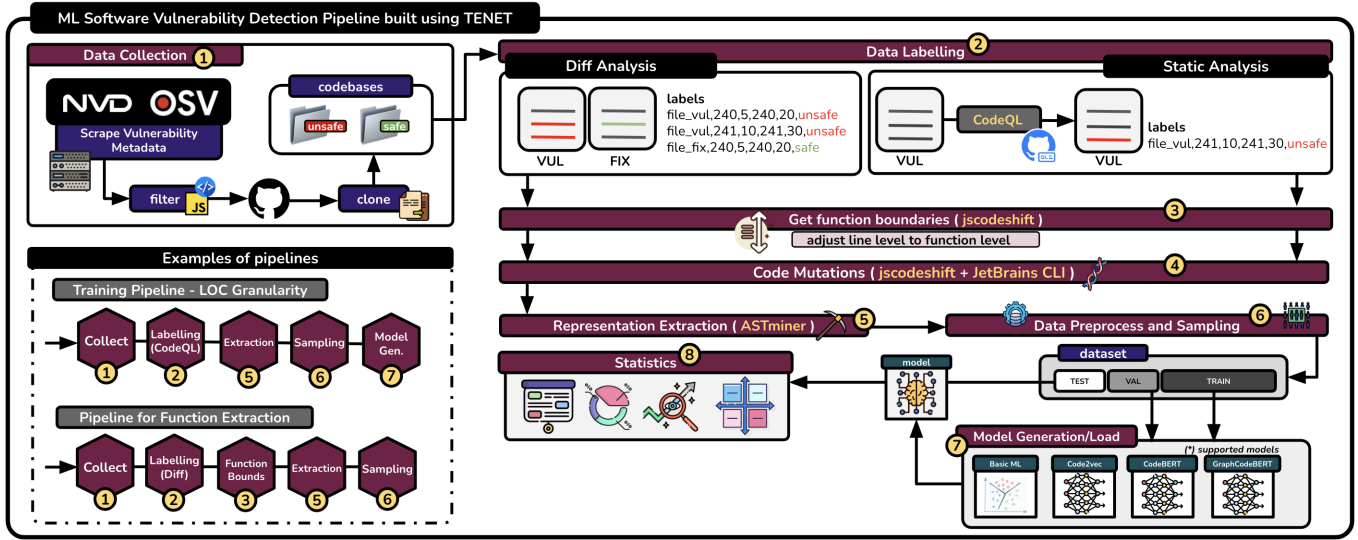 ML Software Vulnerability Detection Pipeline built using TENET
Data Collection 1
NVD OSV
Scrape Vulnerability
Metadata
filter
</>
JS
clone
codebases
unsafe
safe
Data Labelling 2
Diff Analysis
VUL
FIX
labels
file_vul,240,5,240,20,unsafe
file_vul,241,10,241,30,unsafe
file_fix,240,5,240,20,safe
Static Analysis
VUL
CodeQL
QL
VUL
labels
file_vul,241,10,241,30,unsafe
Get function boundaries ( jscodeshift )
3
adjust line level to function level
Code Mutations ( jscodeshift + JetBrains CLI )
4
Representation Extraction ( ASTminer )
5
Data Preprocess and Sampling
6
Examples of pipelines
Training Pipeline - LOC Granularity
Collect
1
Labelling
(CodeQL)
2
Extraction
5
Sampling
6
Model
Gen.
7
Pipeline for Function Extraction
Collect
1
Labelling
(Diff)
2
Function
Bounds
3
Extraction
5
Sampling
6
8
Statistics
%
%
%
model
dataset
TEST
VAL
TRAIN
7 Model Generation/Load
(*) supported models
Basic ML
Code2vec
CodeBERT
GraphCodeBERT